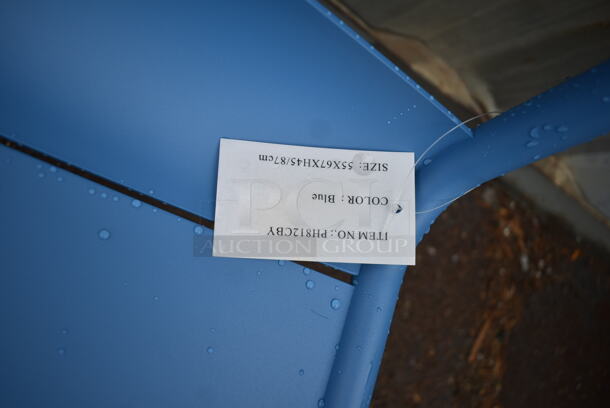 ITEM NO.: PH812CBY
COLOR : Blue
SIZE: 55X67XH45/87cm
PCI
AUCTION GROUP